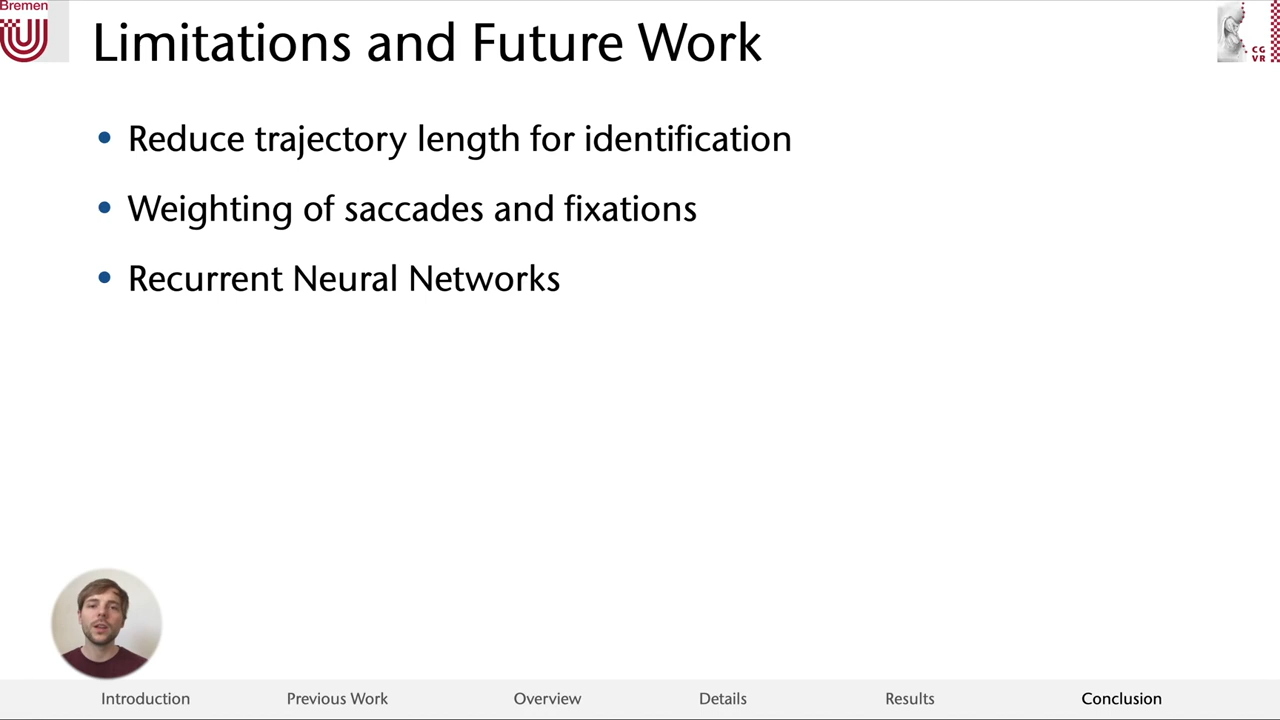 Bremen
Limitations and Future Work
CG
VR
• Reduce trajectory length for identification
• Weighting of saccades and fixations
• Recurrent Neural Networks
Introduction Previous Work Overview Details Results Conclusion